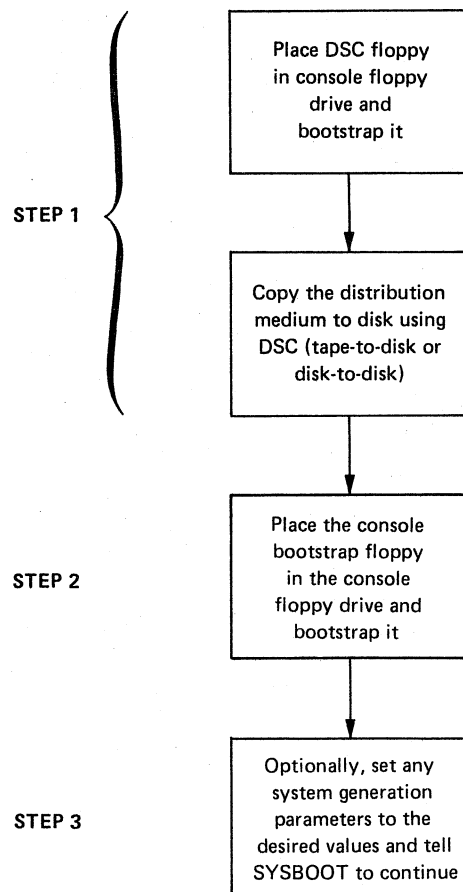 Place DSC floppy
in console floppy
drive and
bootstrap it
STEP 1
Copy the distribution
medium to disk using
DSC (tape-to-disk or
disk-to-disk)
STEP 2
Place the console
bootstrap floppy
in the console
floppy drive and
bootstrap it
STEP 3
Optionally, set any
system generation
parameters to the
desired values and tell
SYSBOOT to continue